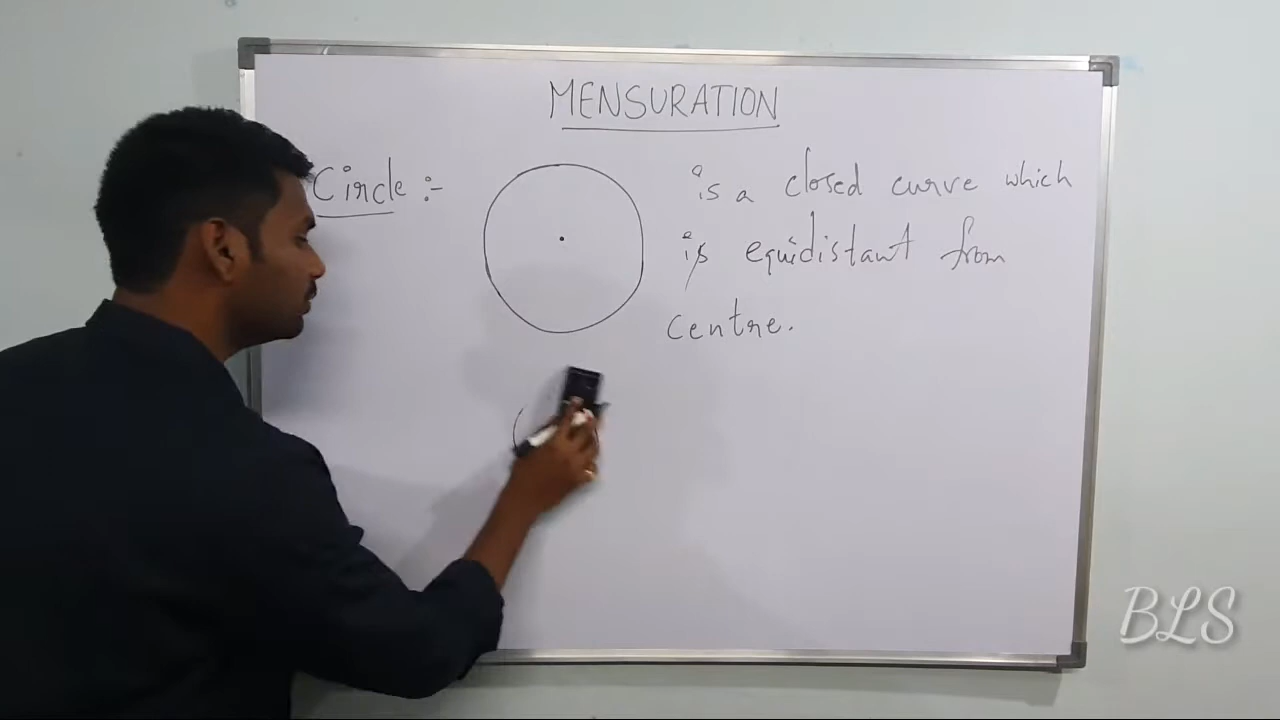 MENSURATION
Circle :-
is a closed curve which
is equidistant from
centre.
BLS